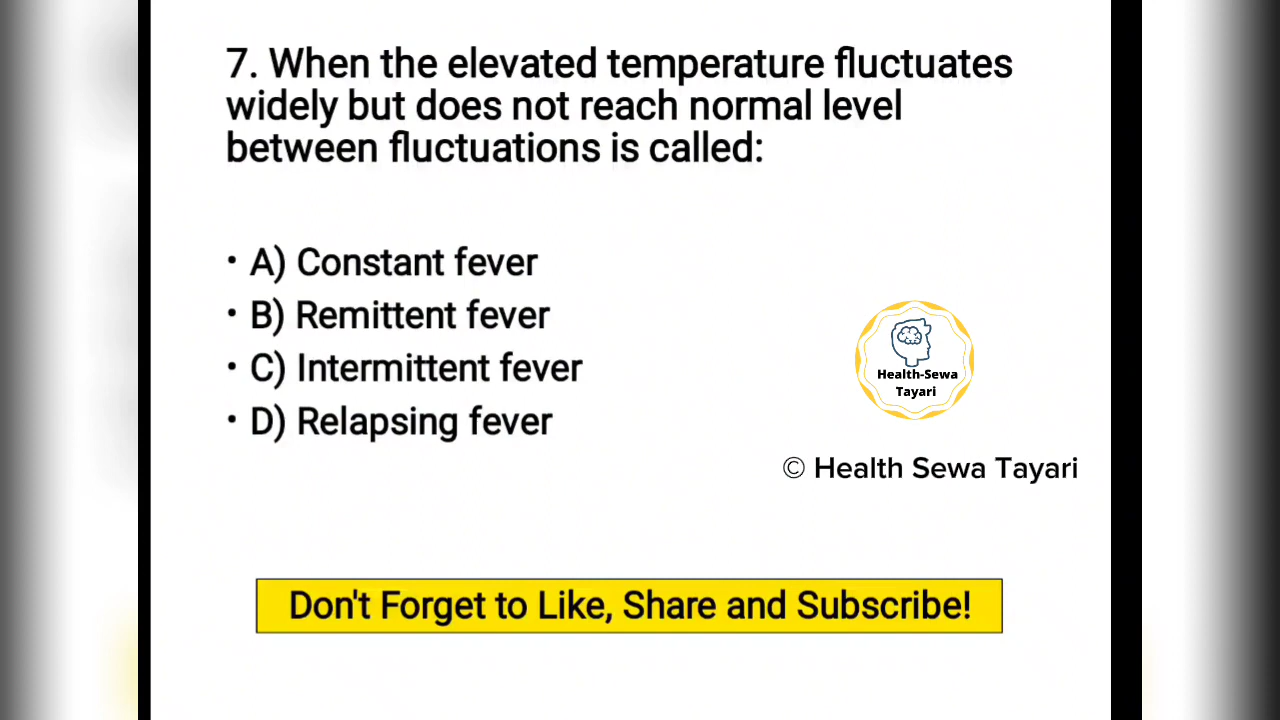 7. When the elevated temperature fluctuates
widely but does not reach normal level
between fluctuations is called:
• A) Constant fever
• B) Remittent fever
• C) Intermittent fever
• D) Relapsing fever
Health-Sewa
Tayari
© Health Sewa Tayari
Don't Forget to Like, Share and Subscribe!